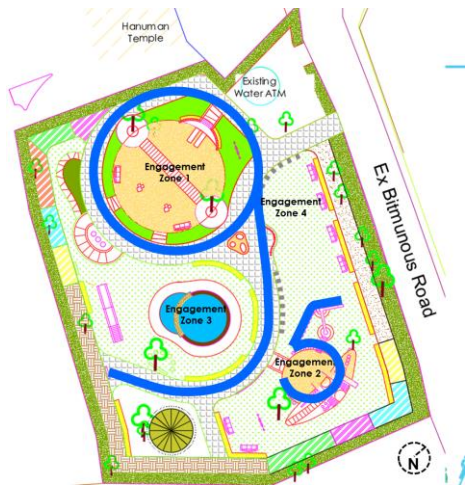 Hanuman
Temple
Existing
Water ATM
Engagement
Zone 1
Engagement
Zone 4
Ex Bitmunous Road
Engagement
Zone 3
Engagement
Zone 2
N